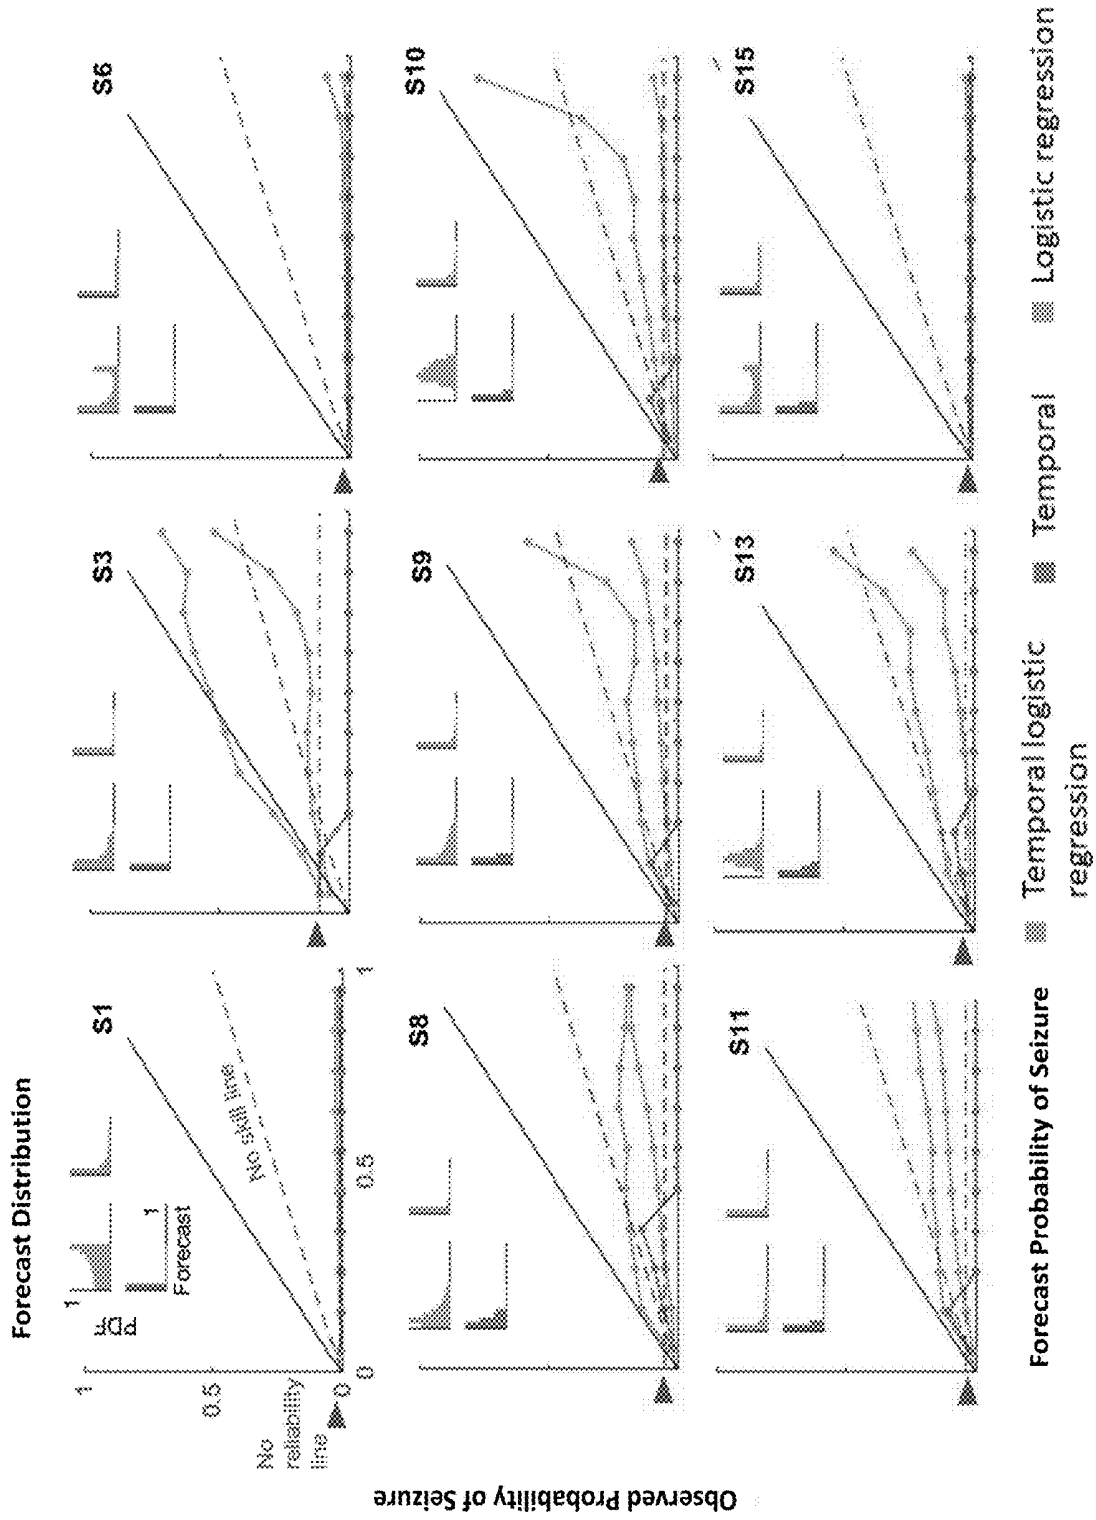 Forecast Distribution
Observed Probability of Seizure
S1
1
PDF
1
Forecast
No skill line
1
0.5
0
No
reliability
line
0
0.5
1
S3
S6
S8
S9
S10
S11
S13
S15
Forecast Probability of Seizure
Temporal logistic
regression
Temporal
Logistic regression